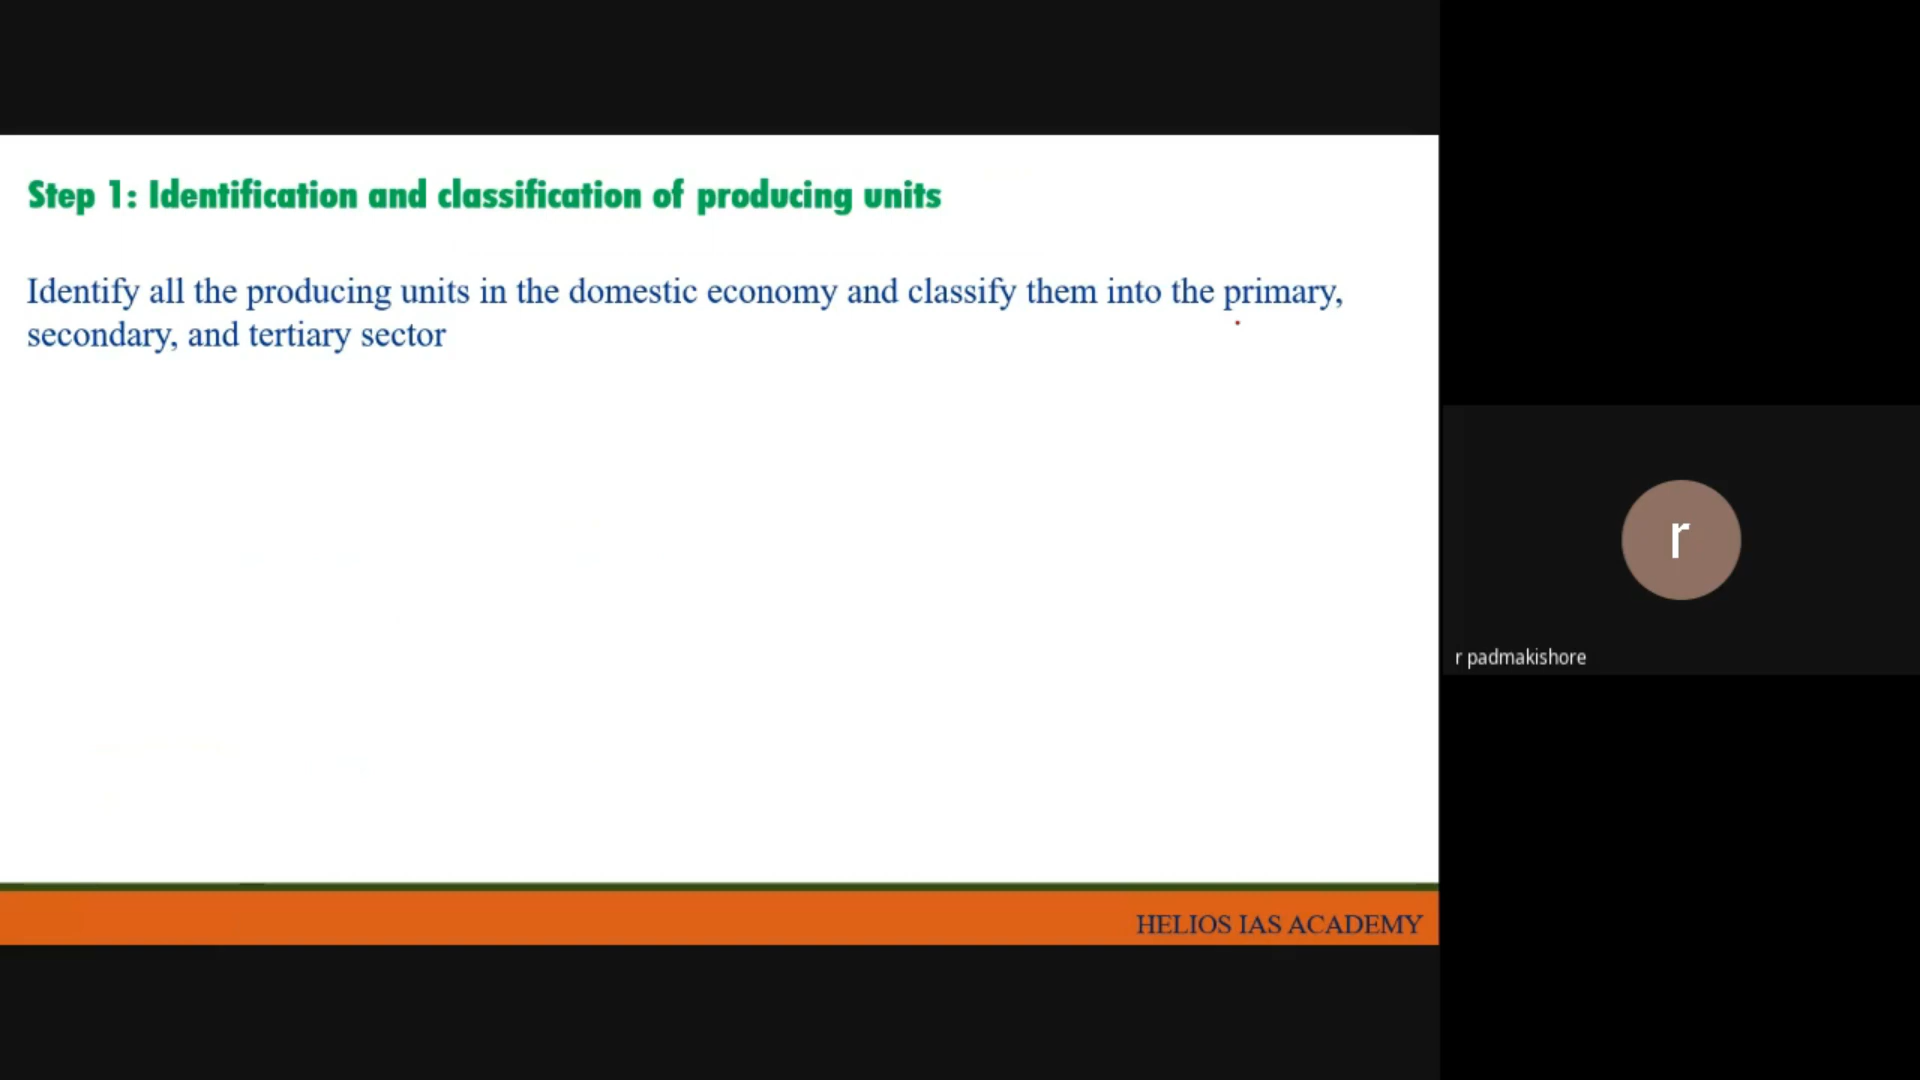 Step 1: Identification and classification of producing units
Identify all the producing units in the domestic economy and classify them into the primary,
secondary, and tertiary sector
r
r padmakishore
HELIOS IAS ACADEMY